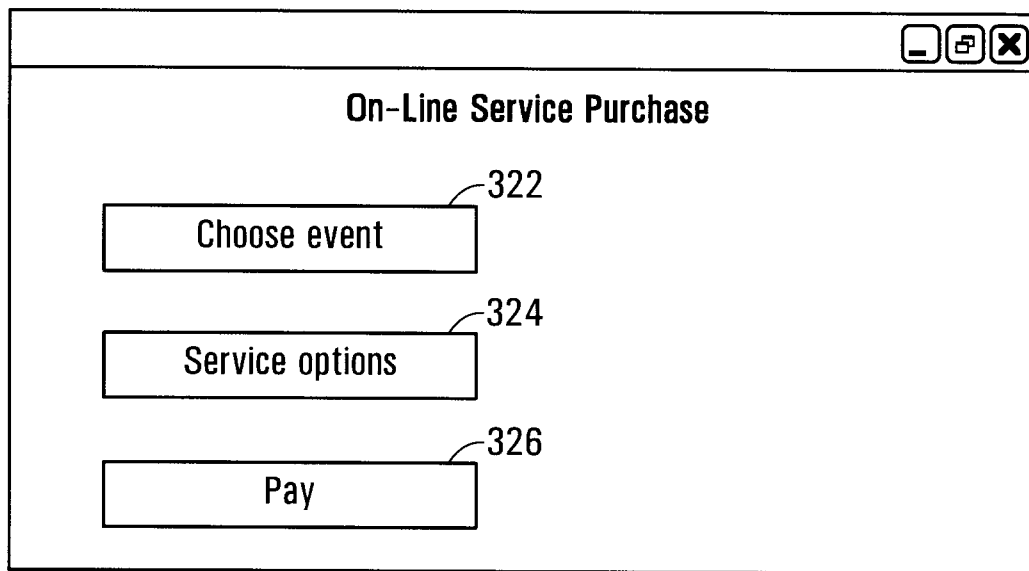 On-Line Service Purchase
322
Choose event
324
Service options
326
Pay